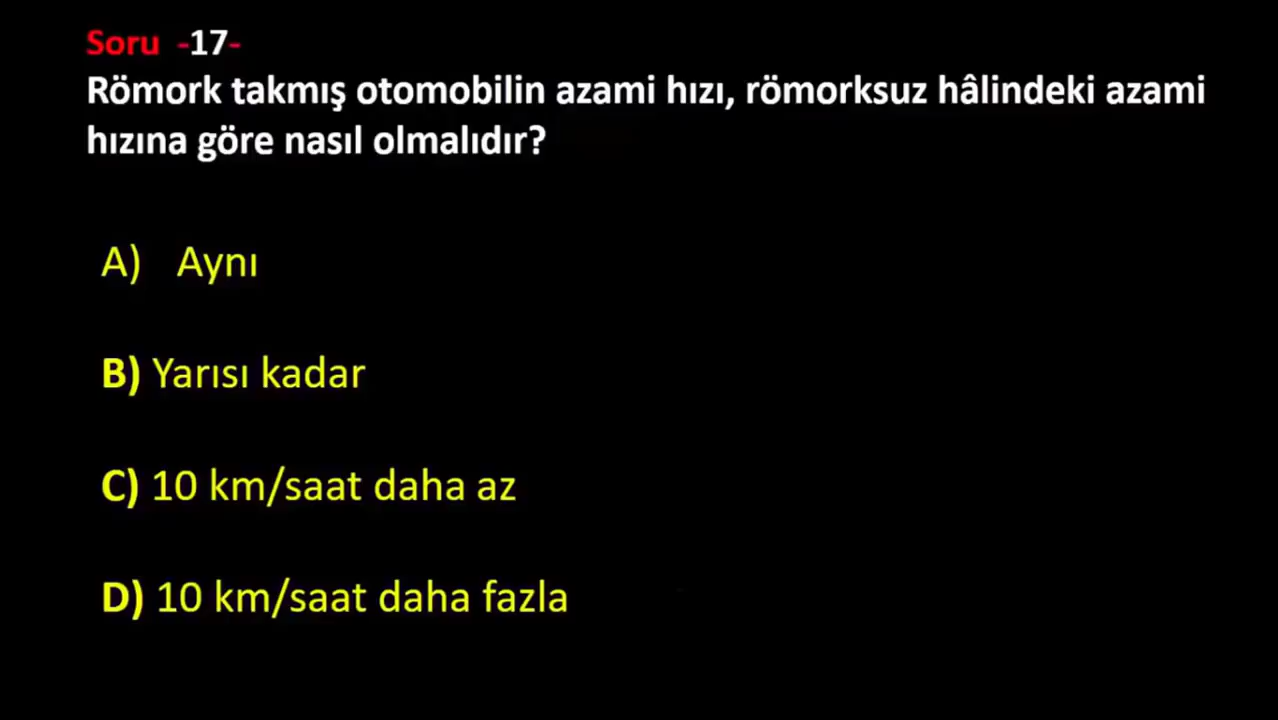 Soru -17-
Römork takmış otomobilin azami hızı, römorksuz hâlindeki azami
hızına göre nasıl olmalıdır?
A) Aynı
B) Yarısı kadar
C) 10 km/saat daha az
D) 10 km/saat daha fazla